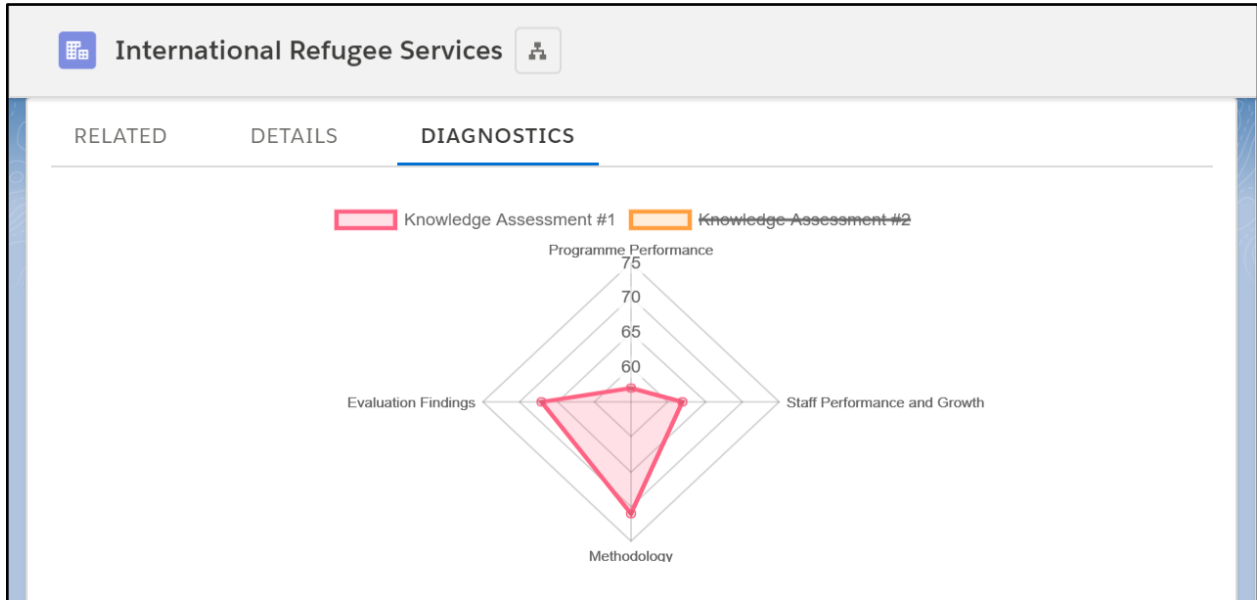 International Refugee Services
RELATED DETAILS DIAGNOSTICS
Knowledge Assessment #1 Knowledge Assessment #2
Programme Performance
75
70
65
60
Evaluation Findings Staff Performance and Growth
Methodology